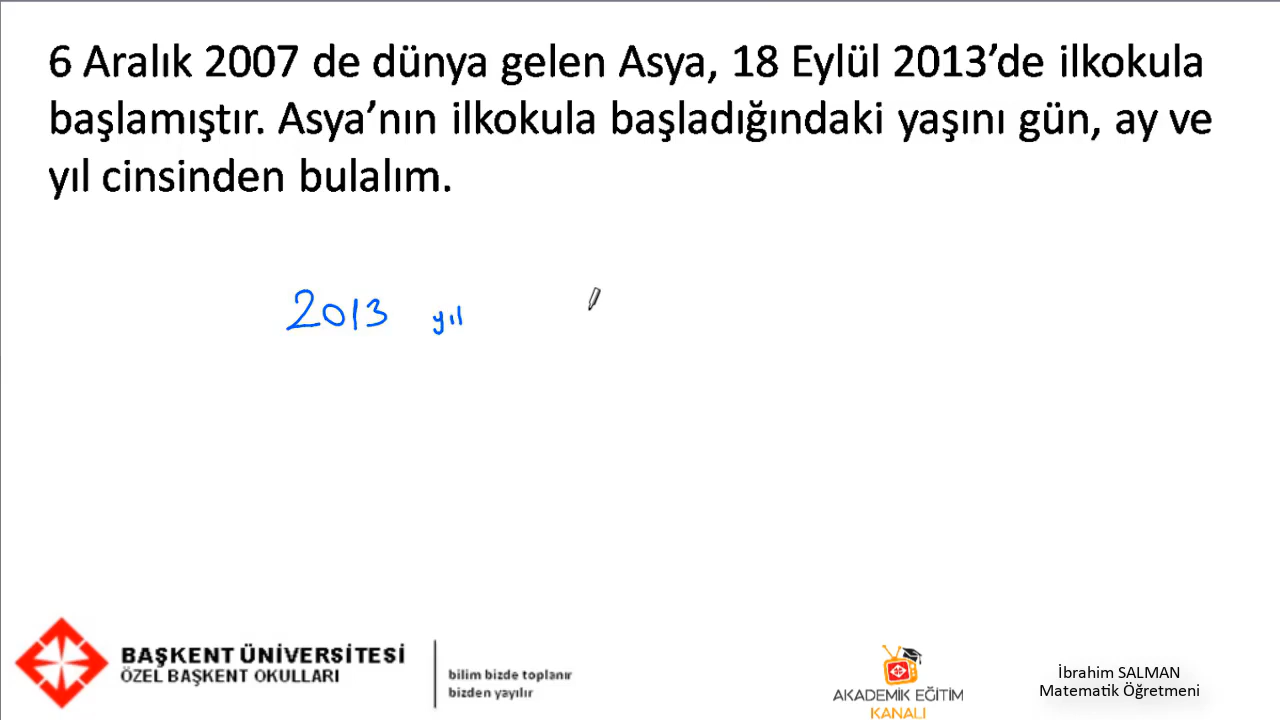 6 Aralık 2007 de dünya gelen Asya, 18 Eylül 2013’de ilkokula
başlamıştır. Asya’nın ilkokula başladığındaki yaşını gün, ay ve
yıl cinsinden bulalım.
2013 yıl
BAŞKENT ÜNİVERSİTESİ
ÖZEL BAŞKENT OKULLARI
bilim bizde toplanır
bizden yayılır
AKADEMİK EĞİTİM
KANALI
İbrahim SALMAN
Matematik Öğretmeni